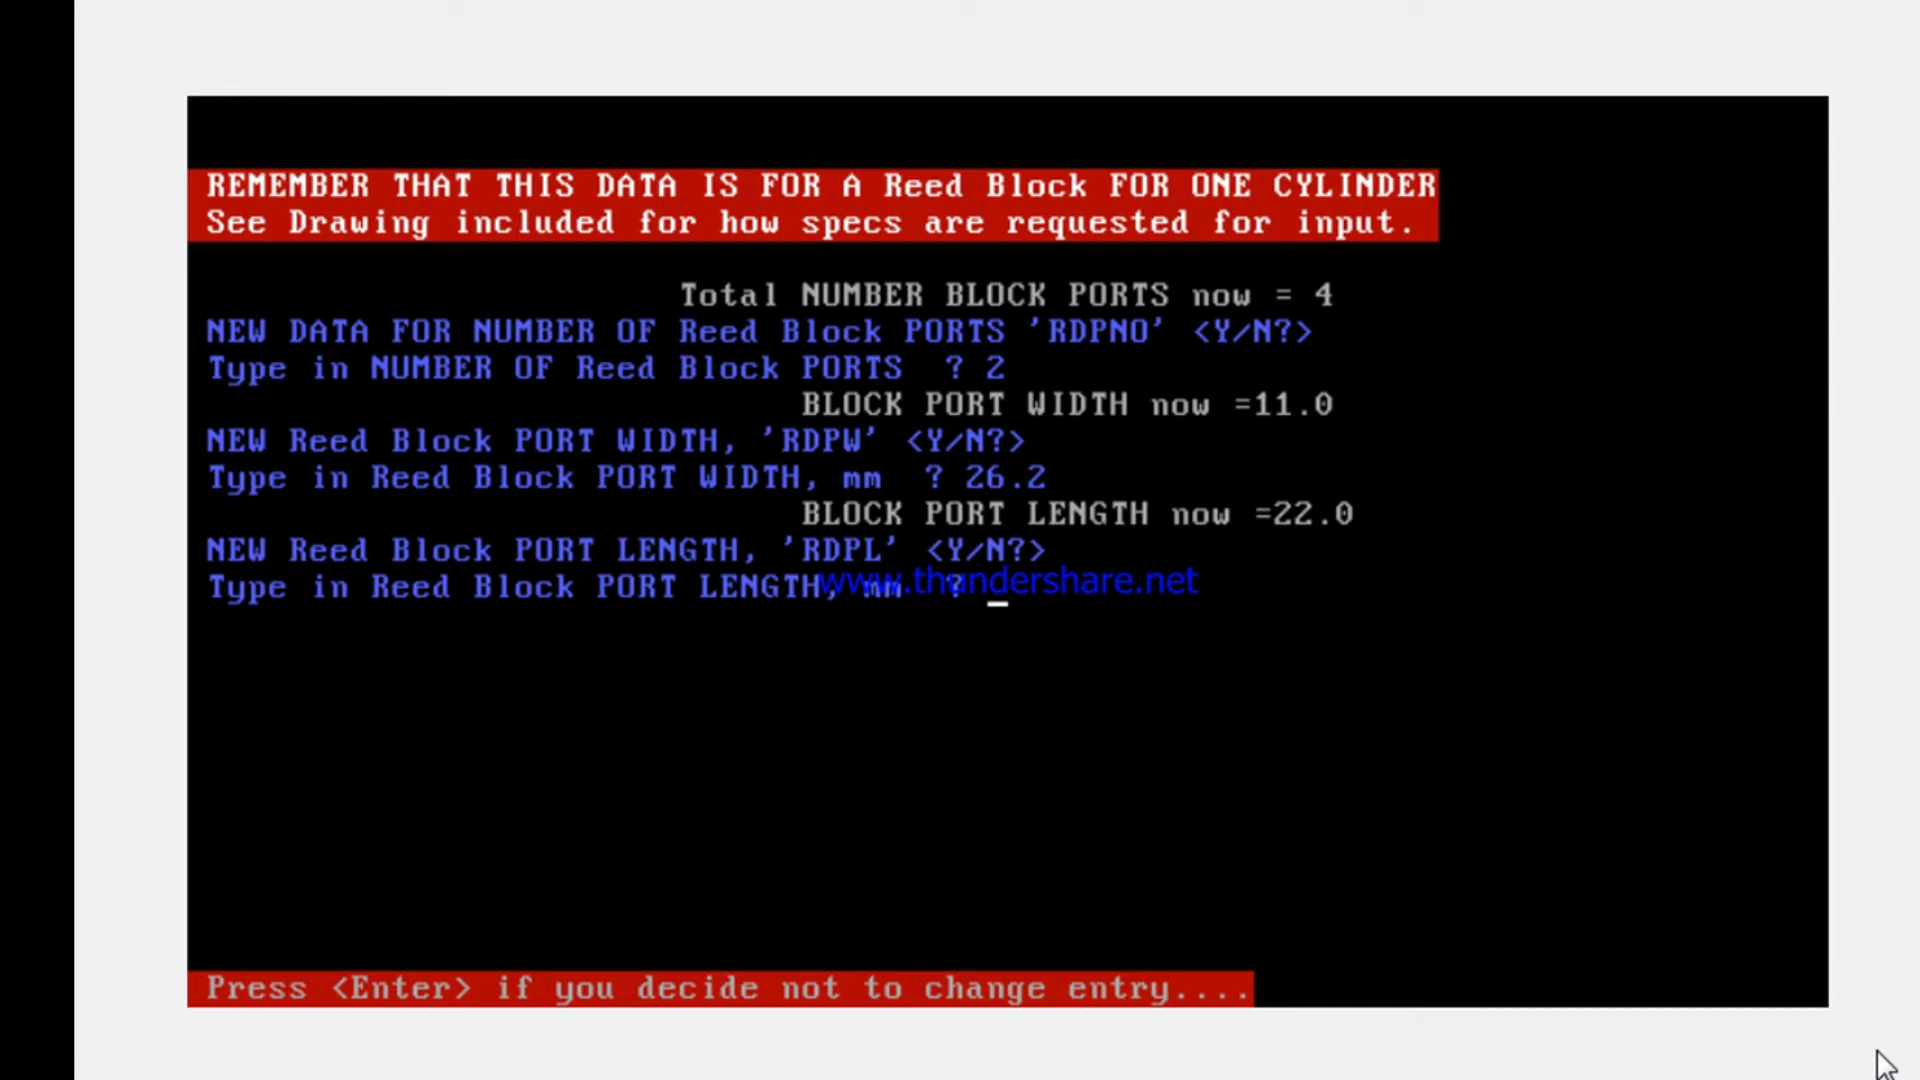 REMEMBER THAT THIS DATA IS FOR A Reed Block FOR ONE CYLINDER
See Drawing included for how specs are requested for input.
Total NUMBER BLOCK PORTS now = 4
NEW DATA FOR NUMBER OF Reed Block PORTS 'RDPNO' <Y/N?>
Type in NUMBER OF Reed Block PORTS ? 2
BLOCK PORT WIDTH now =11.0
NEW Reed Block PORT WIDTH, 'RDPW' <Y/N?>
Type in Reed Block PORT WIDTH, mm ? 26.2
BLOCK PORT LENGTH now =22.0
NEW Reed Block PORT LENGTH, 'RDPL' <Y/N?>
Type in Reed Block PORT LENGTH, mm ? _
www.thundershare.net
Press <Enter> if you decide not to change entry....